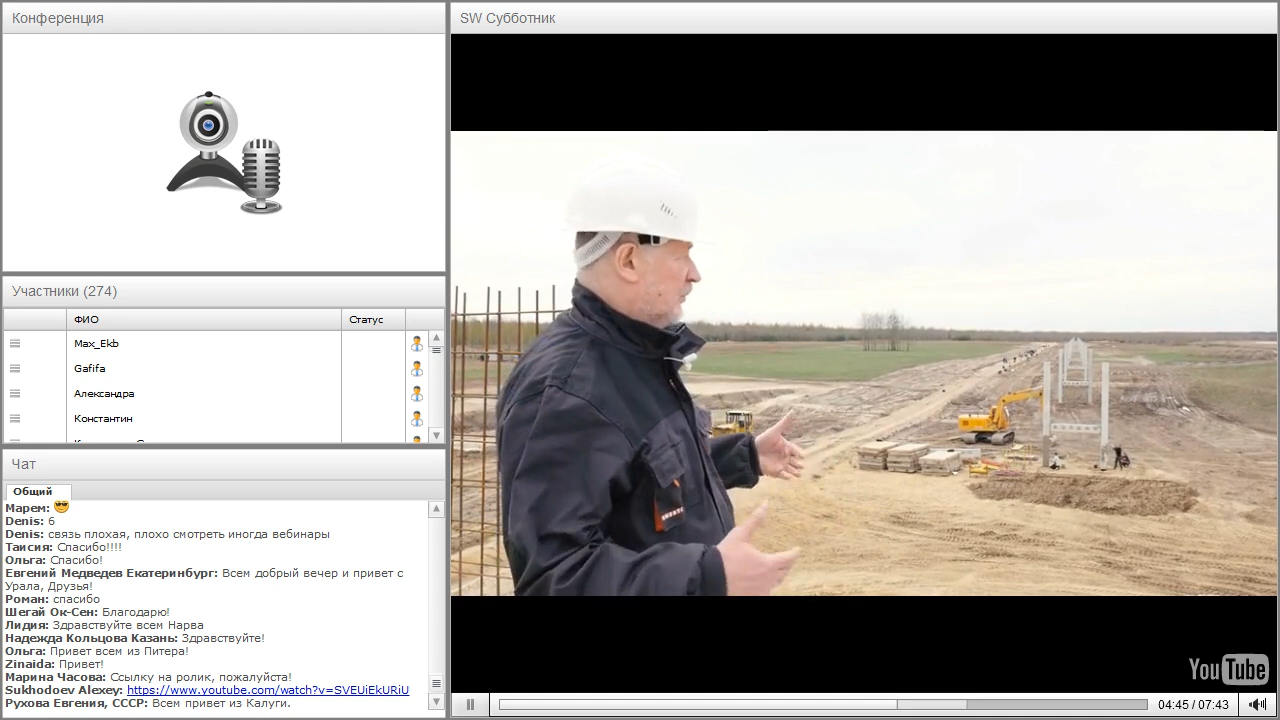 Конференция
SW Субботник
Участники (274)
ФИО
Статус
Max_Ekb
Gafifa
Александра
Константин
Чат
Общий
Марем:
Denis: 6
Denis: связь плохая, плохо смотреть иногда вебинары
Таисия: Спасибо!!!!
Ольга: Спасибо!
Евгений Медведев Екатеринбург: Всем добрый вечер и привет с
Урала, Друзья!
Роман: спасибо
Шегай Ок-Сен: Благодарю!
Лидия: Здравствуйте всем Нарва
Надежда Кольцова Казань: Здравствуйте!
Ольга: Привет всем из Питера!
Zinaida: Привет!
Марина Часова: Ссылку на ролик, пожалуйста!
Sukhodoev Alexey: https://www.youtube.com/watch?v=SVEUiEkURiU
Рухова Евгения, СССР: Всем привет из Калуги.
YouTube
04:45 / 07:43